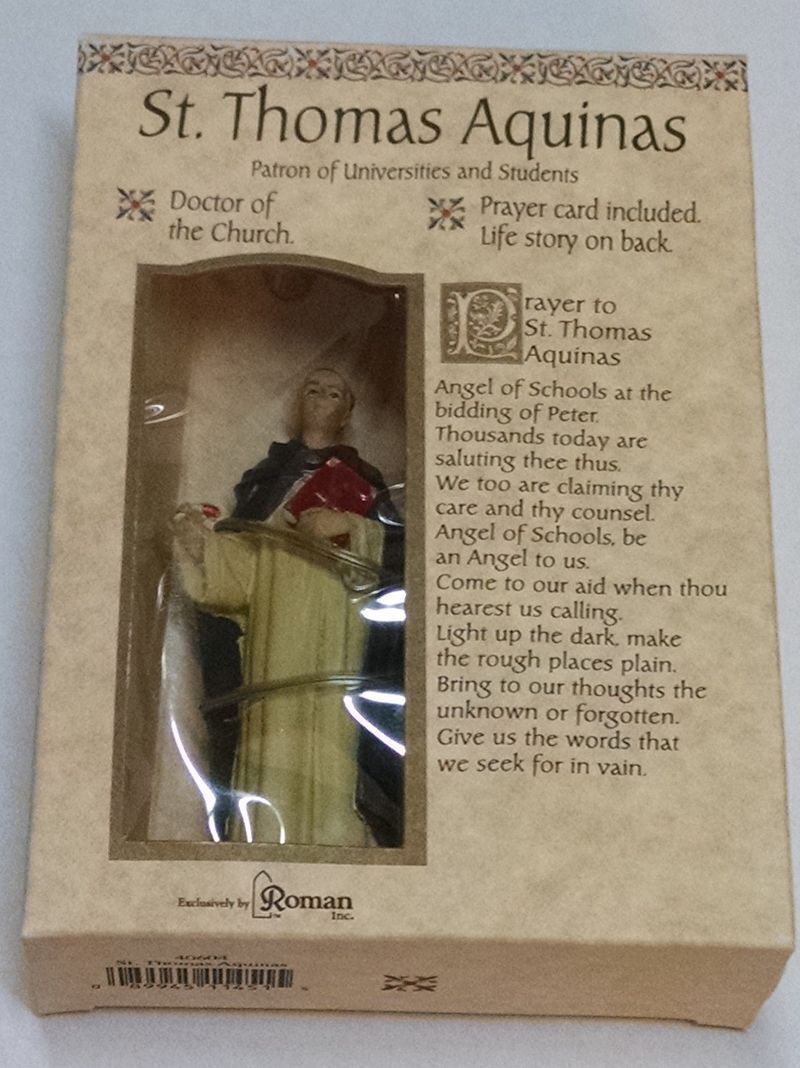 St. Thomas Aquinas
Patron of Universities and Students
Doctor of
the Church.
Prayer card included.
Life story on back.
Prayer to
St. Thomas
Aquinas
Angel of Schools at the
bidding of Peter.
Thousands today are
saluting thee thus.
We too are claiming thy
care and thy counsel.
Angel of Schools, be
an Angel to us.
Come to our aid when thou
hearest us calling.
Light up the dark, make
the rough places plain.
Bring to our thoughts the
unknown or forgotten.
Give us the words that
we seek for in vain.
Exclusively by Roman
Inc.
40604
St. Thomas Aquinas